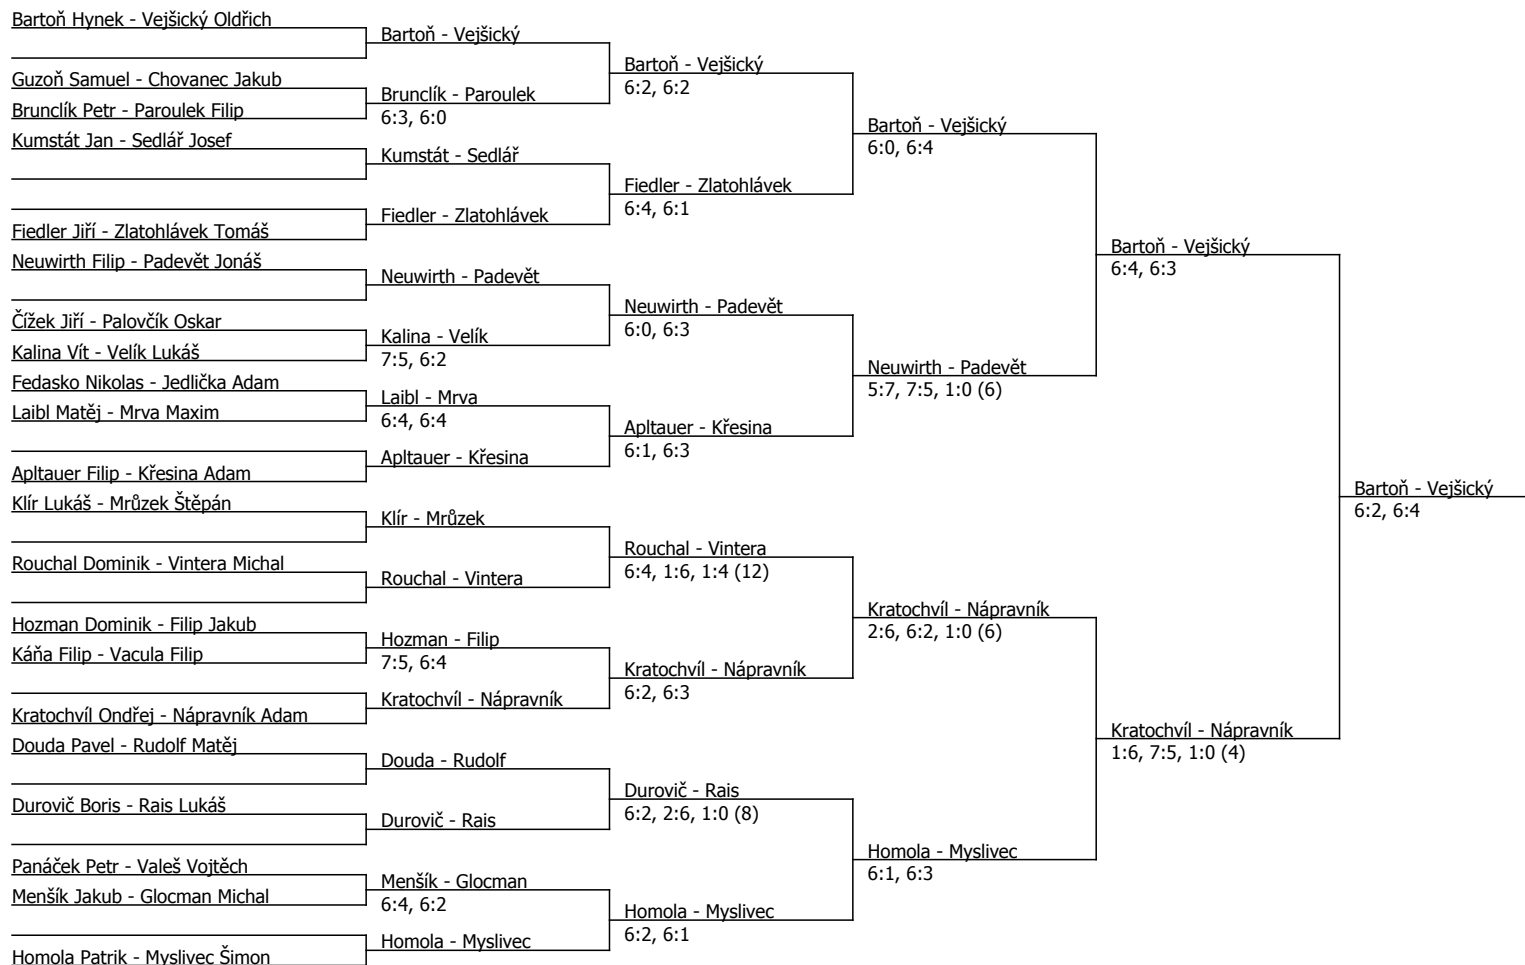 Bartoň Hynek - Vejšický Oldřich
Guzoň Samuel - Chovanec Jakub
Brunclík Petr - Paroulek Filip
Kumstát Jan - Sedlář Josef
Fiedler Jiří - Zlatohlávek Tomáš
Neuwirth Filip - Padevět Jonáš
Čížek Jiří - Palovčík Oskar
Kalina Vít - Velík Lukáš
Fedasko Nikolas - Jedlička Adam
Laibl Matěj - Mrva Maxim
Apltauer Filip - Křesina Adam
Klír Lukáš - Mrůzek Štěpán
Rouchal Dominik - Vintera Michal
Hozman Dominik - Filip Jakub
Káňa Filip - Vacula Filip
Kratochvíl Ondřej - Nápravník Adam
Douda Pavel - Rudolf Matěj
Durovič Boris - Rais Lukáš
Panáček Petr - Valeš Vojtěch
Menšík Jakub - Glocman Michal
Homola Patrik - Myslivec Šimon
Bartoň - Vejšický
Brunclík - Paroulek
6:3, 6:0
Kumstát - Sedlář
Fiedler - Zlatohlávek
Neuwirth - Padevět
Kalina - Velík
7:5, 6:2
Laibl - Mrva
6:4, 6:4
Apltauer - Křesina
Klír - Mrůzek
Rouchal - Vintera
Hozman - Filip
7:5, 6:4
Kratochvíl - Nápravník
Douda - Rudolf
Durovič - Rais
Menšík - Glocman
6:4, 6:2
Homola - Myslivec
Bartoň - Vejšický
6:2, 6:2
Fiedler - Zlatohlávek
6:4, 6:1
Neuwirth - Padevět
6:0, 6:3
Apltauer - Křesina
6:1, 6:3
Rouchal - Vintera
6:4, 1:6, 1:4 (12)
Kratochvíl - Nápravník
6:2, 6:3
Durovič - Rais
6:2, 2:6, 1:0 (8)
Homola - Myslivec
6:2, 6:1
Bartoň - Vejšický
6:0, 6:4
Neuwirth - Padevět
5:7, 7:5, 1:0 (6)
Kratochvíl - Nápravník
2:6, 6:2, 1:0 (6)
Homola - Myslivec
6:1, 6:3
Bartoň - Vejšický
6:4, 6:3
Kratochvíl - Nápravník
1:6, 7:5, 1:0 (4)
Bartoň - Vejšický
6:2, 6:4